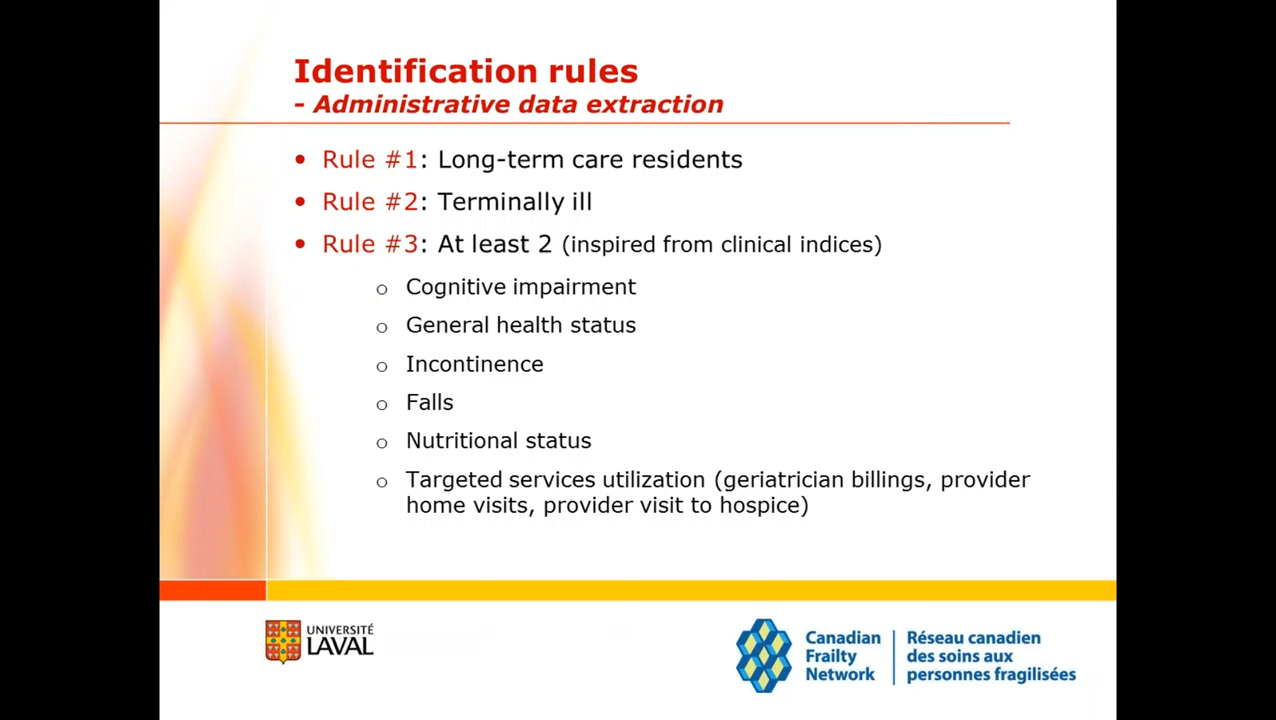 Identification rules
- Administrative data extraction
• Rule #1: Long-term care residents
• Rule #2: Terminally ill
• Rule #3: At least 2 (inspired from clinical indices)
o Cognitive impairment
o General health status
o Incontinence
o Falls
o Nutritional status
o Targeted services utilization (geriatrician billings, provider
home visits, provider visit to hospice)
UNIVERSITÉ
LAVAL
Canadian
Frailty
Network
Réseau canadien
des soins aux
personnes fragilisées